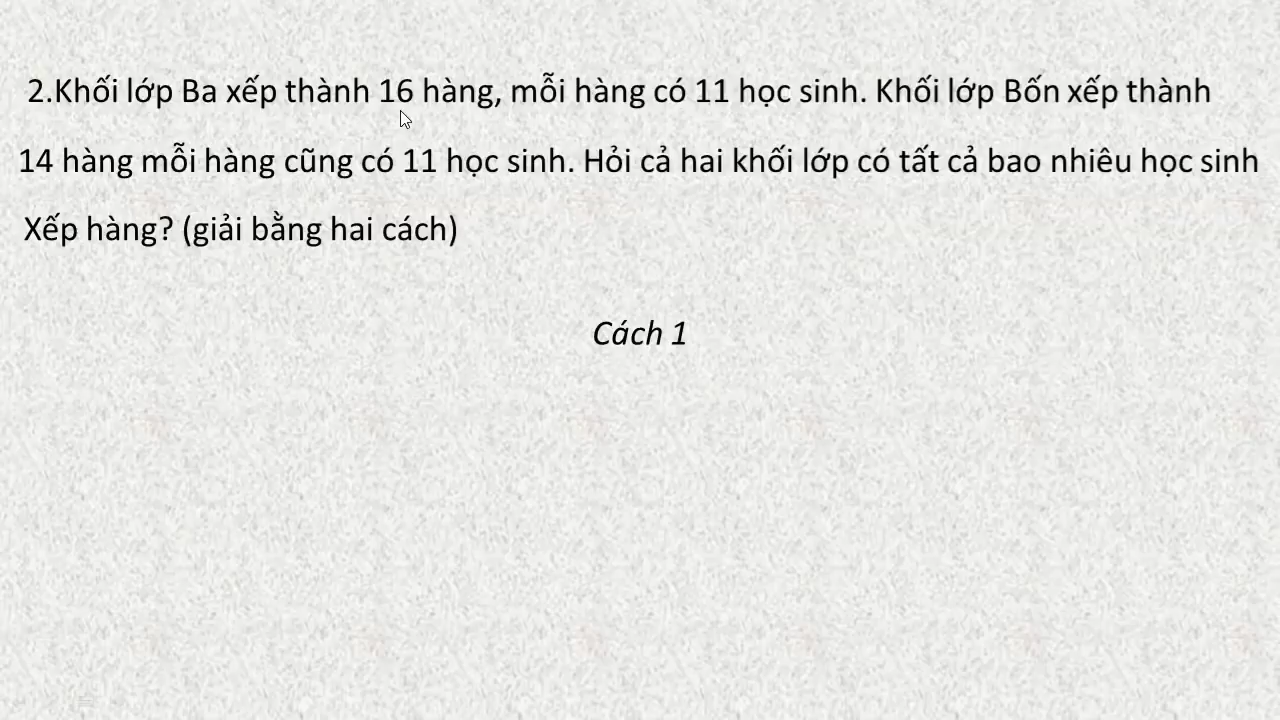 2.Khối lớp Ba xếp thành 16 hàng, mỗi hàng có 11 học sinh. Khối lớp Bốn xếp thành
14 hàng mỗi hàng cũng có 11 học sinh. Hỏi cả hai khối lớp có tất cả bao nhiêu học sinh
Xếp hàng? (giải bằng hai cách)
Cách 1